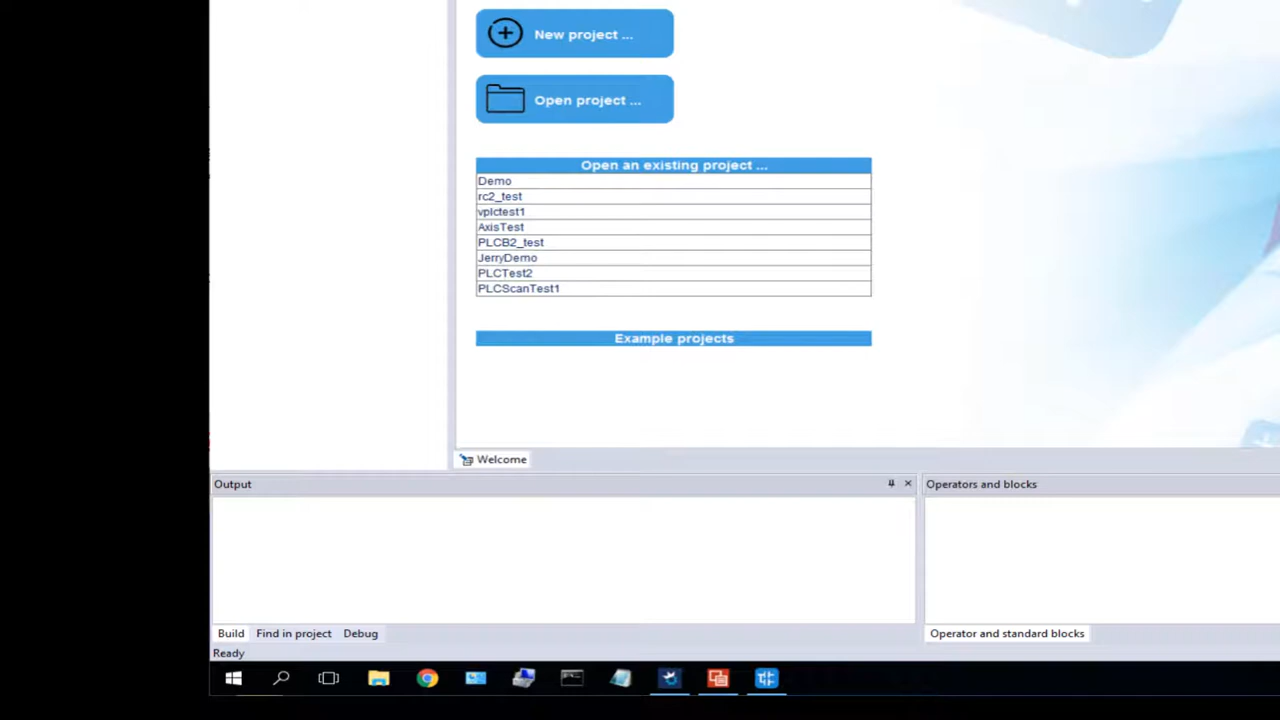 New project ...
Open project ...
Open an existing project ...
Demo
rc2_test
vplctest1
AxisTest
PLCB2_test
JerryDemo
PLCTest2
PLCScanTest1
Example projects
Welcome
Output
Operators and blocks
Build Find in project Debug
Operator and standard blocks
Ready